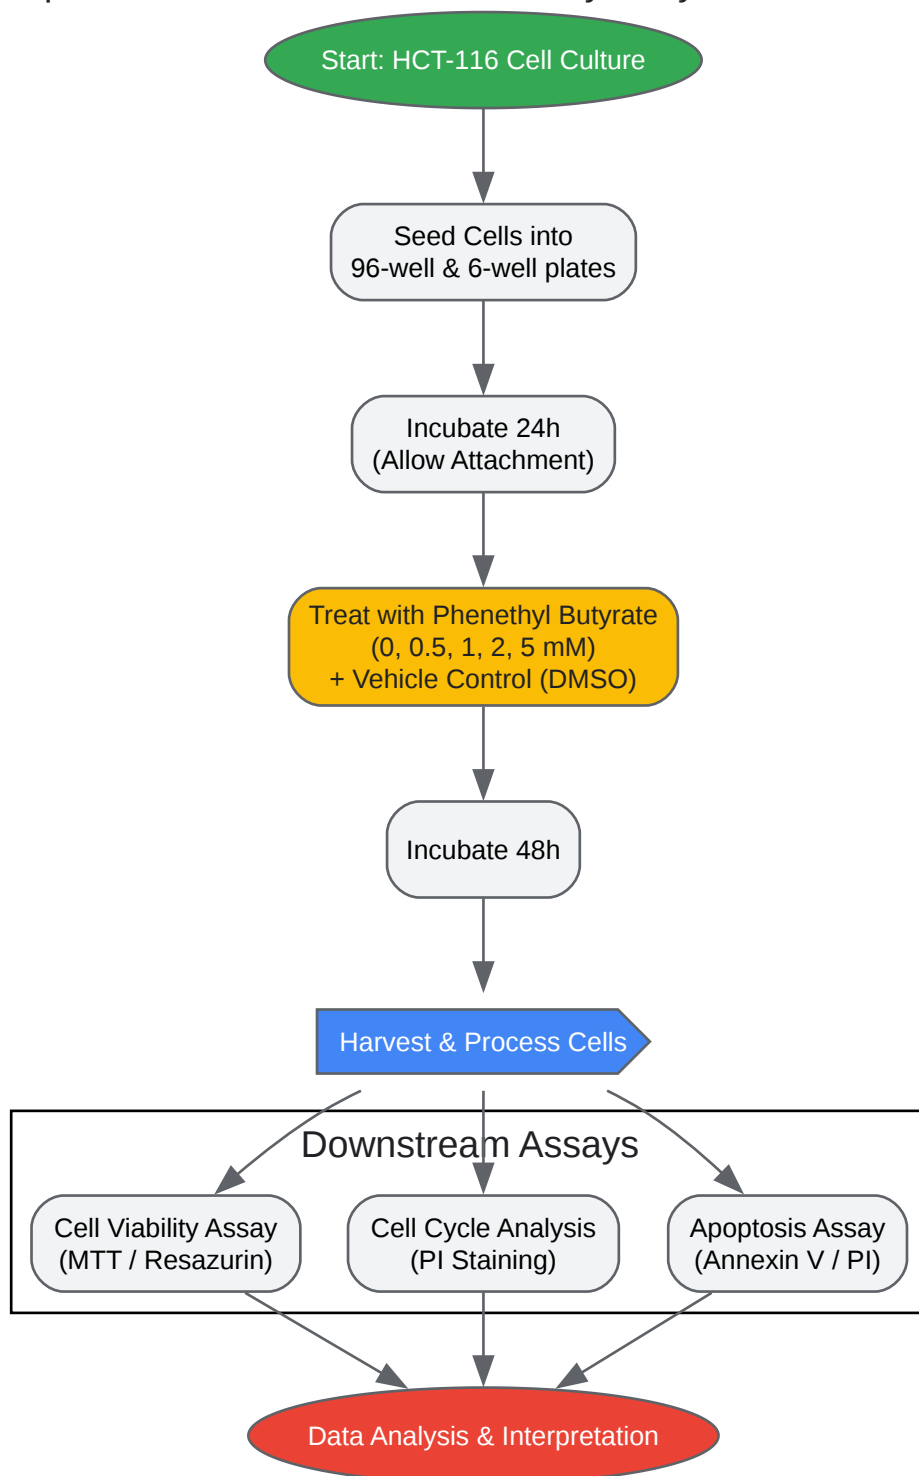 Start: HCT-116 Cell Culture
Seed Cells into
96-well & 6-well plates
Incubate 24h
(Allow Attachment)
Treat with Phenethyl Butyrate
(0, 0.5, 1, 2, 5 mM)
+ Vehicle Control (DMSO)
Incubate 48h
Harvest & Process Cells
Downstream Assays
Cell Viability Assay
(MTT / Resazurin)
Cell Cycle Analysis
(PI Staining)
Apoptosis Assay
(Annexin V / PI)
Data Analysis & Interpretation